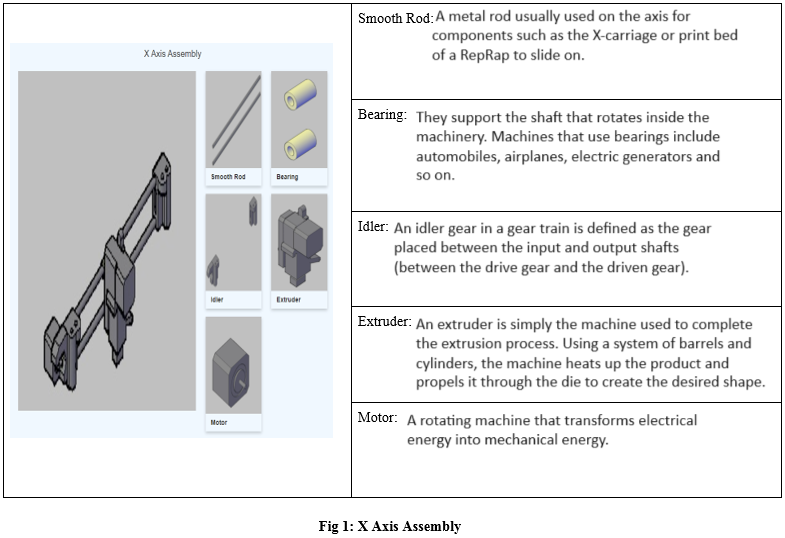 X Axis Assembly
Smooth Rod
Bearing
Idler
Extruder
Motor
Smooth Rod: A metal rod usually used on the axis for
components such as the X-carriage or print bed
of a RepRap to slide on.
Bearing: They support the shaft that rotates inside the
machinery. Machines that use bearings include
automobiles, airplanes, electric generators and
so on.
Idler: An idler gear in a gear train is defined as the gear
placed between the input and output shafts
(between the drive gear and the driven gear).
Extruder: An extruder is simply the machine used to complete
the extrusion process. Using a system of barrels and
cylinders, the machine heats up the product and
propels it through the die to create the desired shape.
Motor: A rotating machine that transforms electrical
energy into mechanical energy.
Fig 1: X Axis Assembly